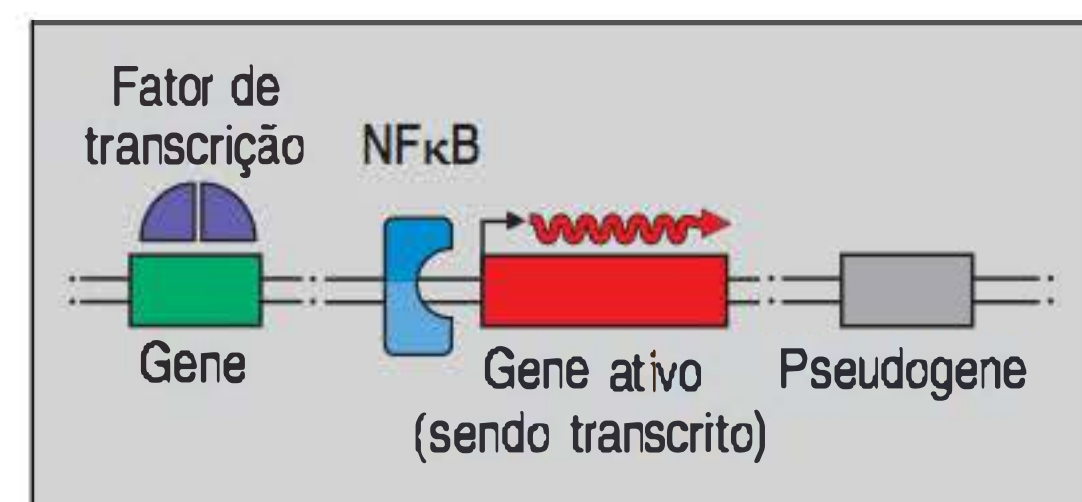 Fator de
transcrição
NFκB
Gene
Gene ativo
(sendo transcrito)
Pseudogene